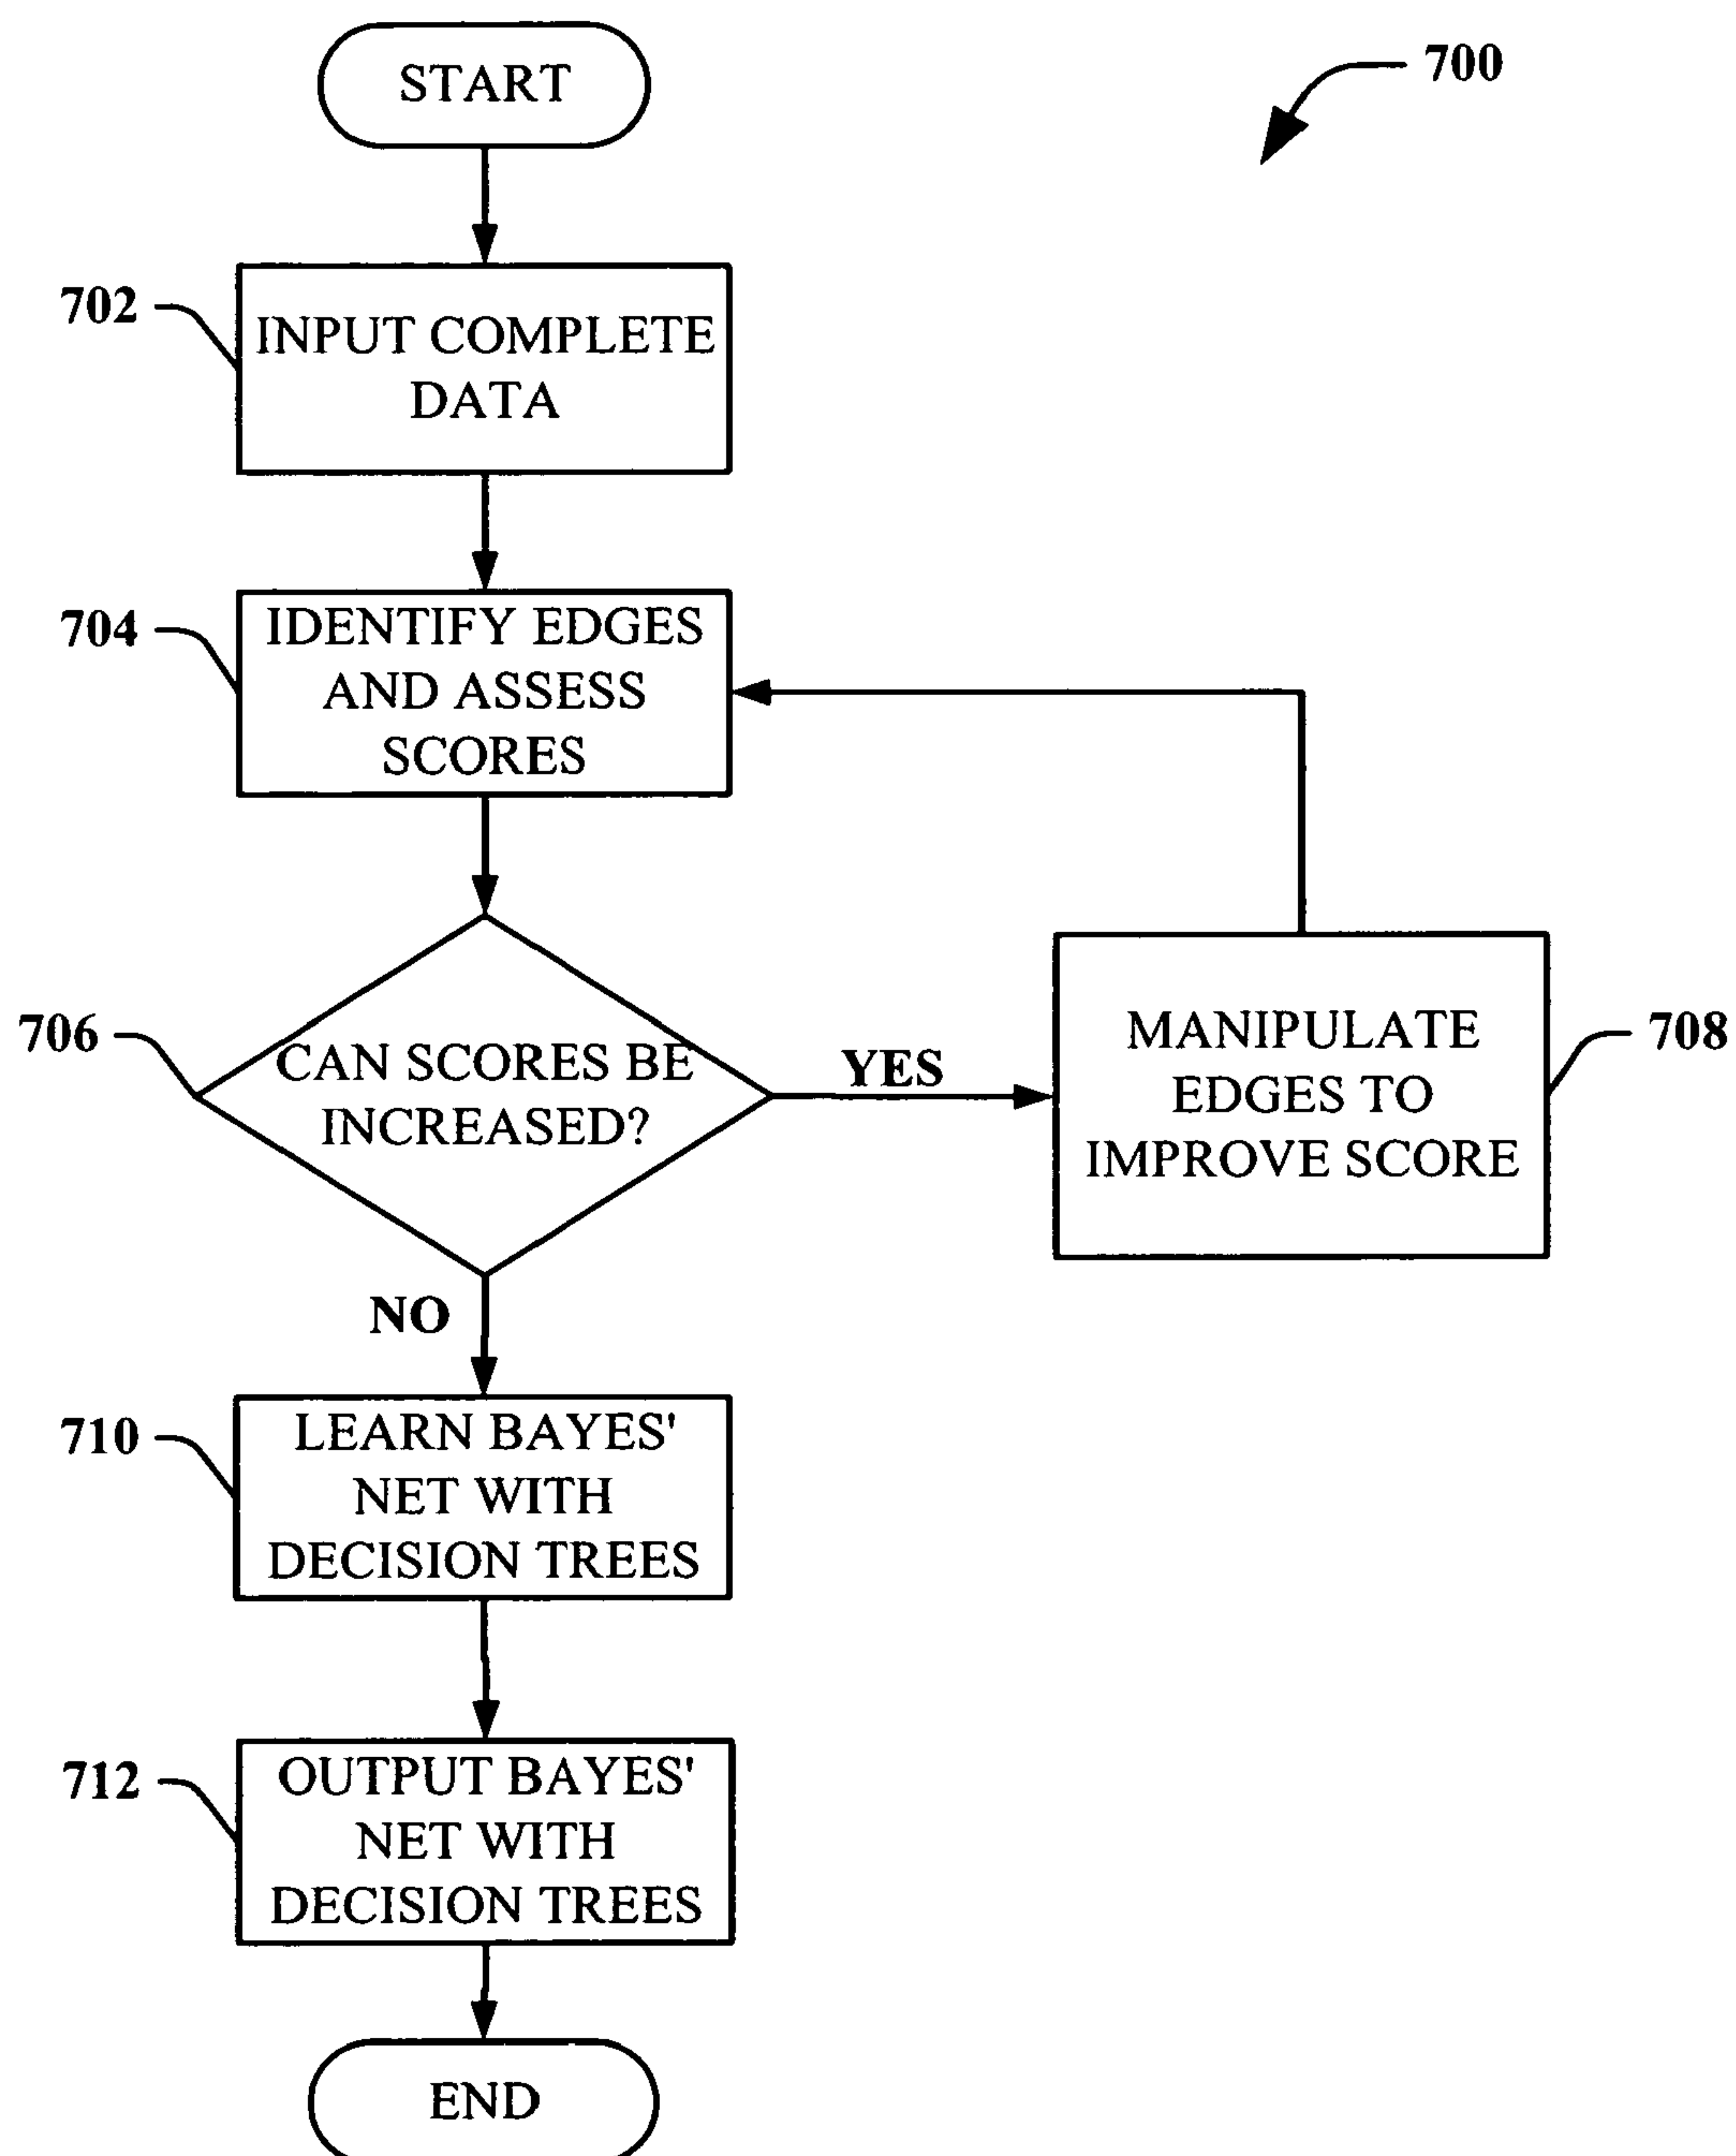 START
700
702
INPUT COMPLETE
DATA
704
IDENTIFY EDGES
AND ASSESS
SCORES
706
CAN SCORES BE
INCREASED?
YES
MANIPULATE
EDGES TO
IMPROVE SCORE
708
NO
710
LEARN BAYES'
NET WITH
DECISION TREES
712
OUTPUT BAYES'
NET WITH
DECISION TREES
END